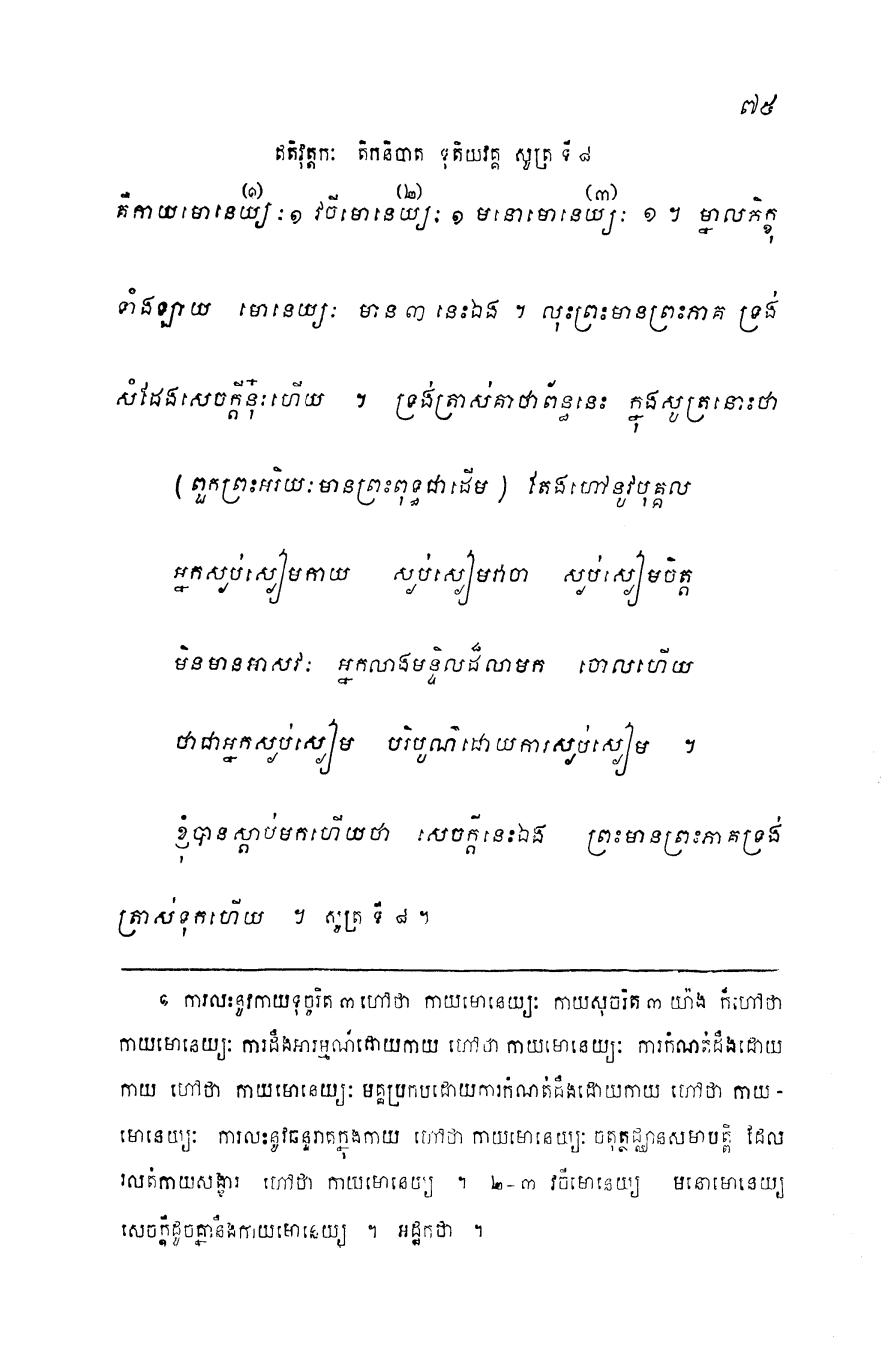 ៧៥
ឥតិវុត្តកៈ តិកនិបាត ទុតិយវគ្គ សូត្រ ទី ៨
(១) (២) (៣)
គឺកាយមោនេយ្យៈ ១ វចីមោនេយ្យៈ ១ មនោមោនេយ្យៈ ១ ។ ម្នាលភិក្ខុ
ទាំងឡាយ មោនេយ្យៈ មាន ៣ នេះឯង ។ លុះព្រះមានព្រះភាគ ទ្រង់
សំដែងសេចក្តីនុ៎ះហើយ ។ ទ្រង់ត្រាស់គាថាព័ន្ធនេះ ក្នុងសូត្រនោះថា
(ពួកព្រះអរិយៈមានព្រះពុទ្ធជាដើម) តែងហៅនូវបុគ្គល
អ្នកស្ងប់ស្ងៀមកាយ ស្ងប់ស្ងៀមវាចា ស្ងប់ស្ងៀមចិត្ត
មិនមានអាសវៈ អ្នកលាងមន្ទិលដ៏លាមក ចោលហើយ
ថាជាអ្នកស្ងប់ស្ងៀម បរិបូណ៌ដោយការស្ងប់ស្ងៀម ។
ខ្ញុំបានស្តាប់មកហើយថា សេចក្តីនេះឯង ព្រះមានព្រះភាគទ្រង់
ត្រាស់ទុកហើយ ។ សូត្រ ទី ៨ ។
១ ការលះនូវកាយទុច្ចរិត ៣ ហៅថា កាយមោនេយ្យៈ កាយសុចរិត ៣ យ៉ាង ក៏ហៅថា
កាយមោនេយ្យៈ ការដឹងអារម្មណ៍ដោយកាយ ហៅថា កាយមោនេយ្យៈ ការកំណត់ដឹងដោយ
កាយ ហៅថា កាយមោនេយ្យៈ មគ្គប្រកបដោយការកំណត់ដឹងដោយកាយ ហៅថា កាយ-
មោនេយ្យៈ ការលះនូវឆន្ទរាគក្នុងកាយ ហៅថា កាយមោនេយ្យៈ ចតុត្ថជ្ឈានសមាបត្តិ ដែល
រលត់កាយសង្ខារ ហៅថា កាយមោនេយ្យ ។ ២-៣ វចីមោនេយ្យ មនោមោនេយ្យ
សេចក្តីដូចគ្នានឹងកាយមោនេយ្យ ។ អដ្ឋកថា ។